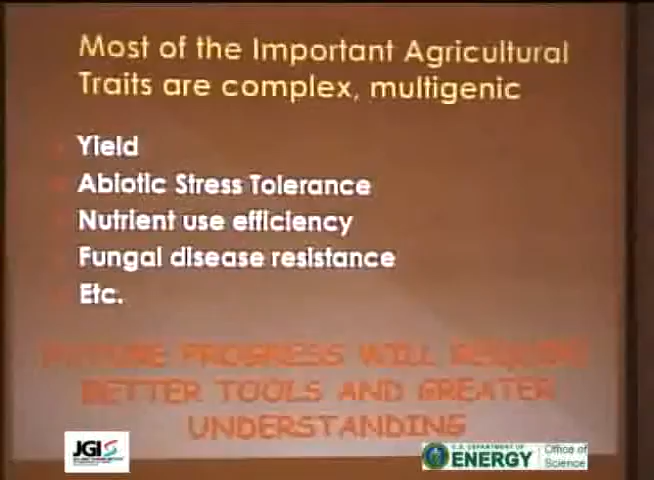 Most of the Important Agricultural
Traits are complex, multigenic
Yield
Abiotic Stress Tolerance
Nutrient use efficiency
Fungal disease resistance
Etc.
FUTURE PROGRESS WILL REQUIRE
BETTER TOOLS AND GREATER
UNDERSTANDING
JGI
U.S. DEPARTMENT OF
ENERGY
Office of
Science